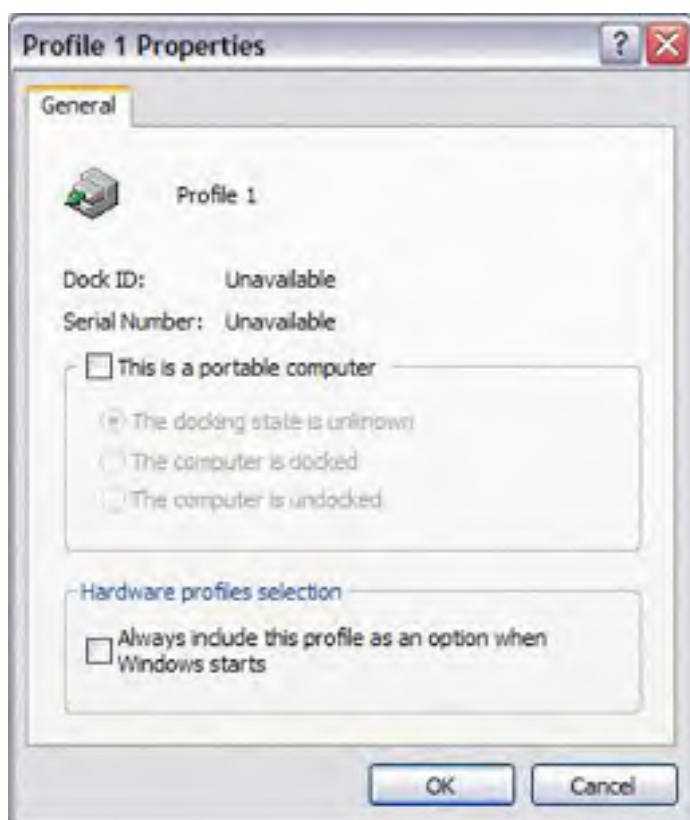 Profile 1 Properties
General
Profile 1
Dock ID: Unavailable
Serial Number: Unavailable
This is a portable computer
The docking state is unknown
The computer is docked
The computer is undocked
Hardware profiles selection
Always include this profile as an option when
Windows starts
OK Cancel